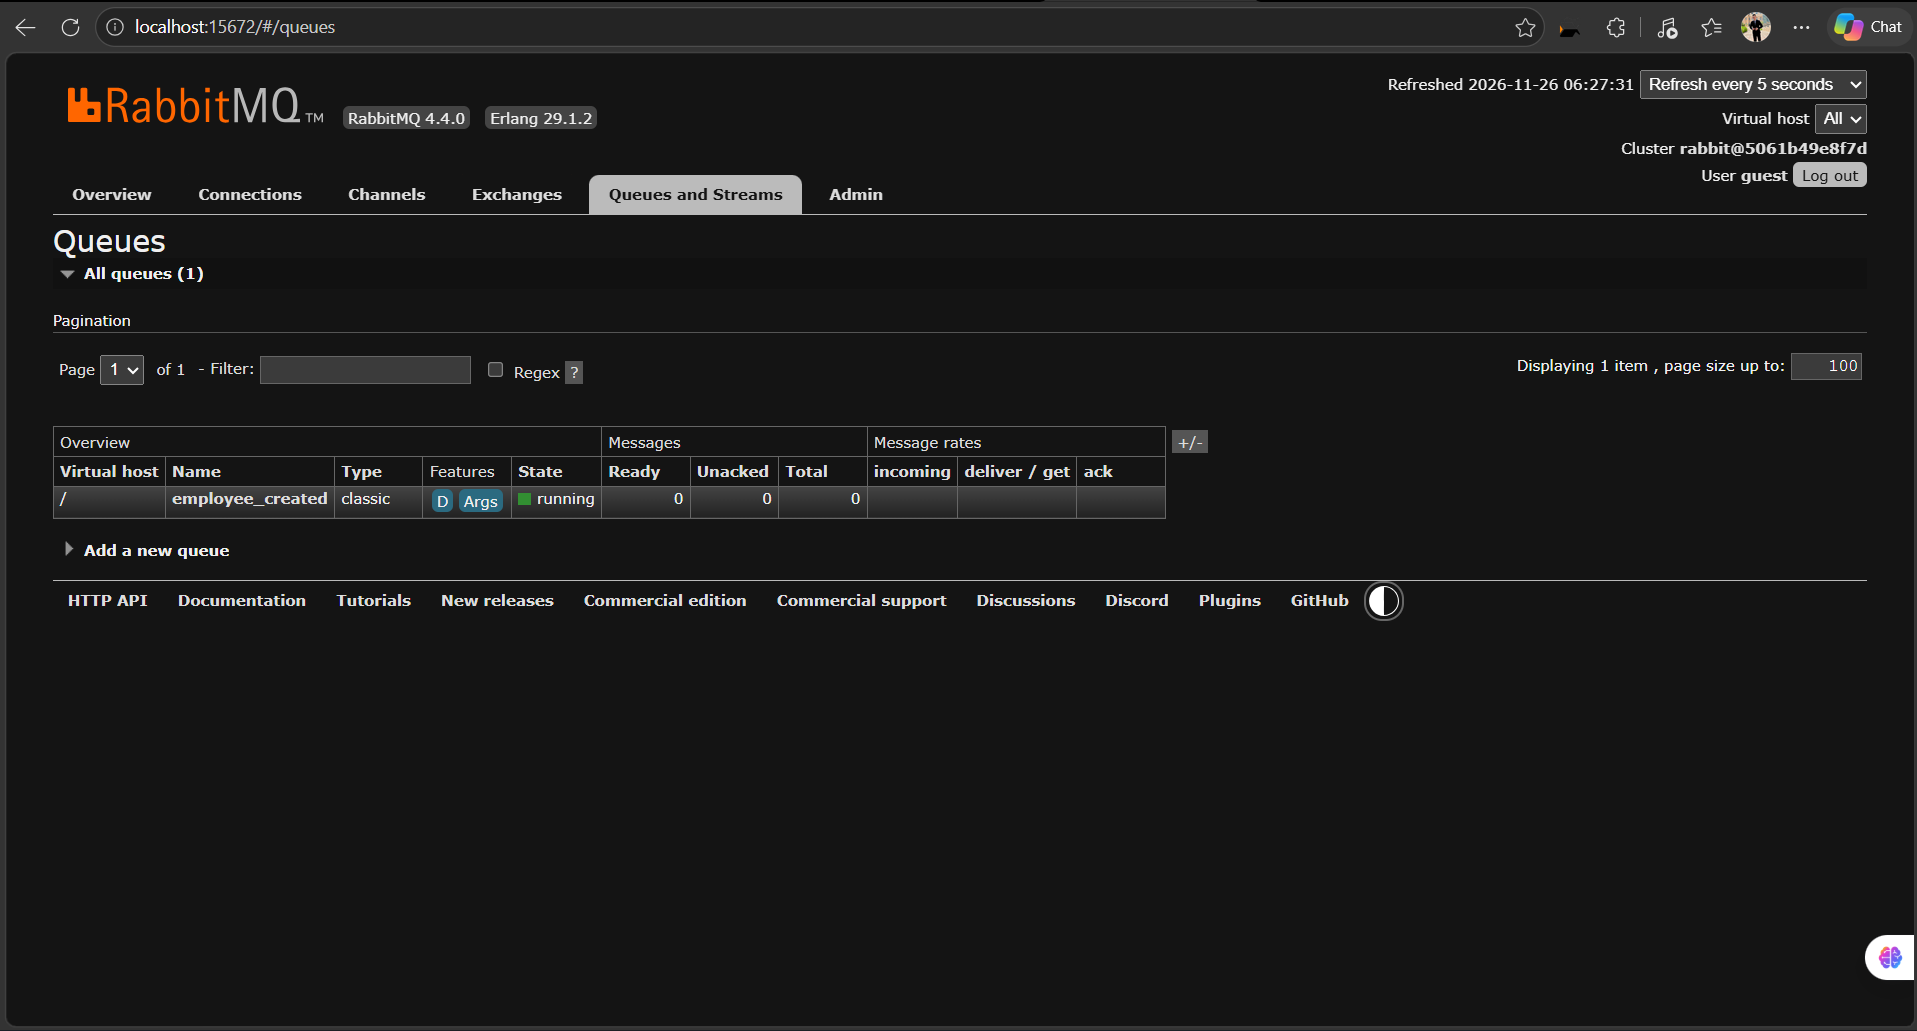 localhost:15672/#/queues
Chat
RabbitMQ TM
RabbitMQ 4.4.0 Erlang 29.1.2
Refreshed 2026-11-26 06:27:31 Refresh every 5 seconds
Virtual host All
Cluster rabbit@5061b49e8f7d
User guest Log out
Overview Connections Channels Exchanges Queues and Streams Admin
Queues
All queues (1)
Pagination
Page 1 of 1 - Filter: Regex ?
Displaying 1 item , page size up to: 100
Overview Messages Message rates +/-
Virtual host Name Type Features State Ready Unacked Total incoming deliver / get ack
/ employee_created classic D Args running 0 0 0
Add a new queue
HTTP API Documentation Tutorials New releases Commercial edition Commercial support Discussions Discord Plugins GitHub